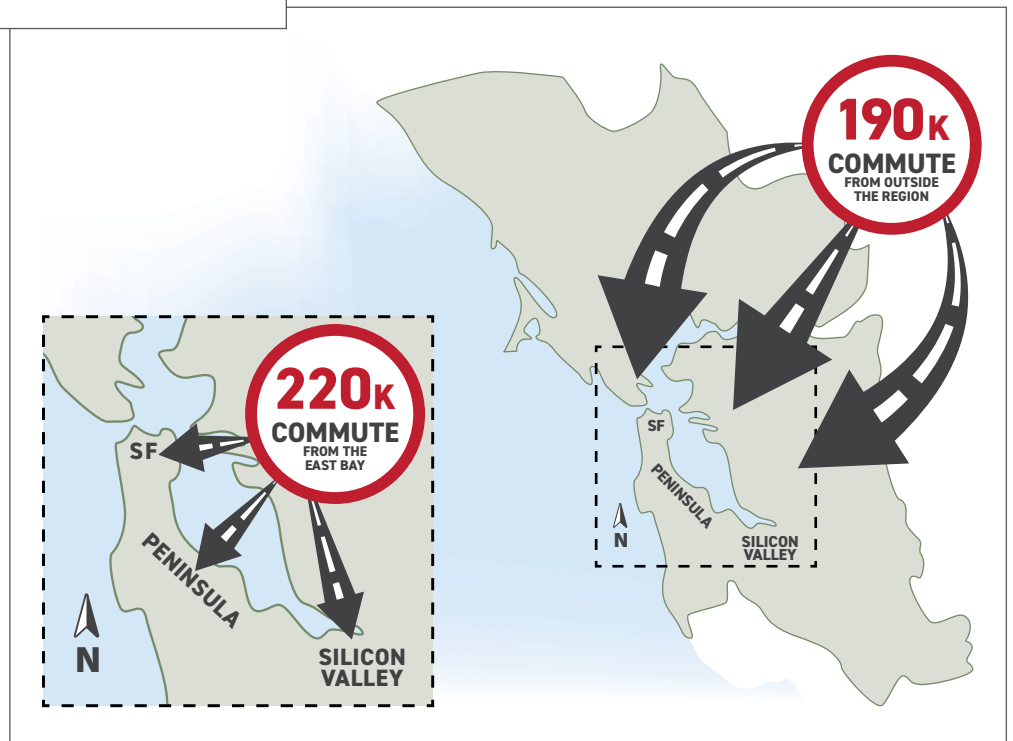 190K
COMMUTE
FROM OUTSIDE
THE REGION
SF
PENINSULA
N
SILICON
VALLEY
220K
COMMUTE
FROM THE
EAST BAY
SF
PENINSULA
N
SILICON
VALLEY